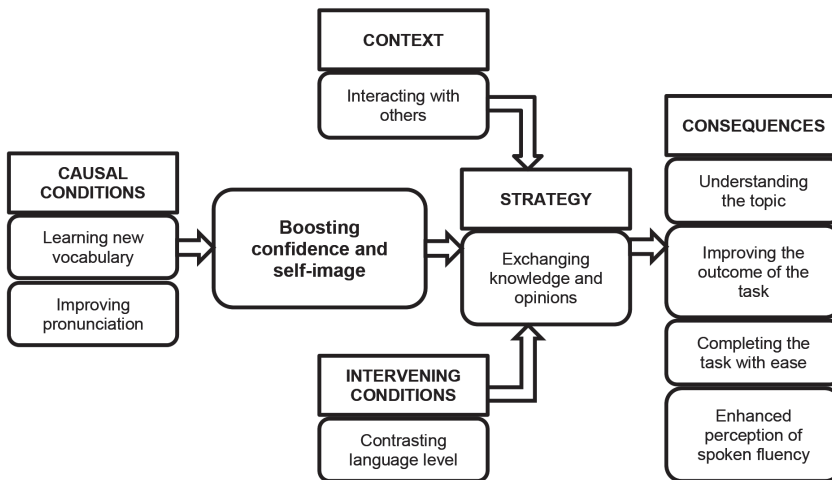 CONTEXT
Interacting with
others
CAUSAL
CONDITIONS
Learning new
vocabulary
Improving
pronunciation
Boosting
confidence and
self-image
STRATEGY
Exchanging
knowledge and
opinions
INTERVENING
CONDITIONS
Contrasting
language level
CONSEQUENCES
Understanding
the topic
Improving the
outcome of the
task
Completing the
task with ease
Enhanced
perception of
spoken fluency